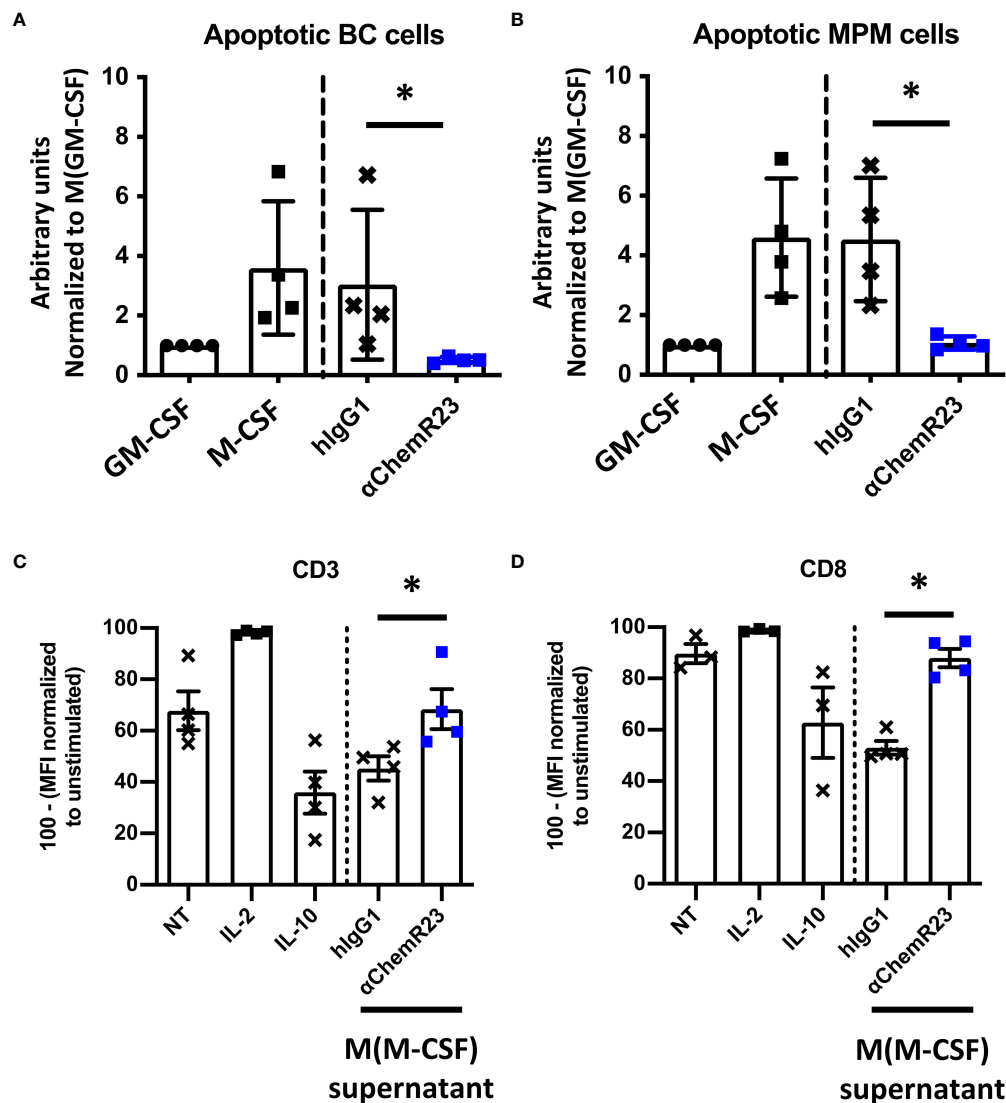 A
Apoptotic BC cells
Arbitrary units
Normalized to M(GM-CSF)
10
8
6
4
2
0
*
GM-CSF
M-CSF
hIgG1
αChemR23
B
Apoptotic MPM cells
Arbitrary units
Normalized to M(GM-CSF)
10
8
6
4
2
0
*
GM-CSF
M-CSF
hIgG1
αChemR23
C
CD3
100 - (MFI normalized
to unstimulated)
100
80
60
40
20
0
*
NT
IL-2
IL-10
hIgG1
αChemR23
M(M-CSF)
supernatant
D
CD8
100 - (MFI normalized
to unstimulated)
100
80
60
40
20
0
*
NT
IL-2
IL-10
hIgG1
αChemR23
M(M-CSF)
supernatant